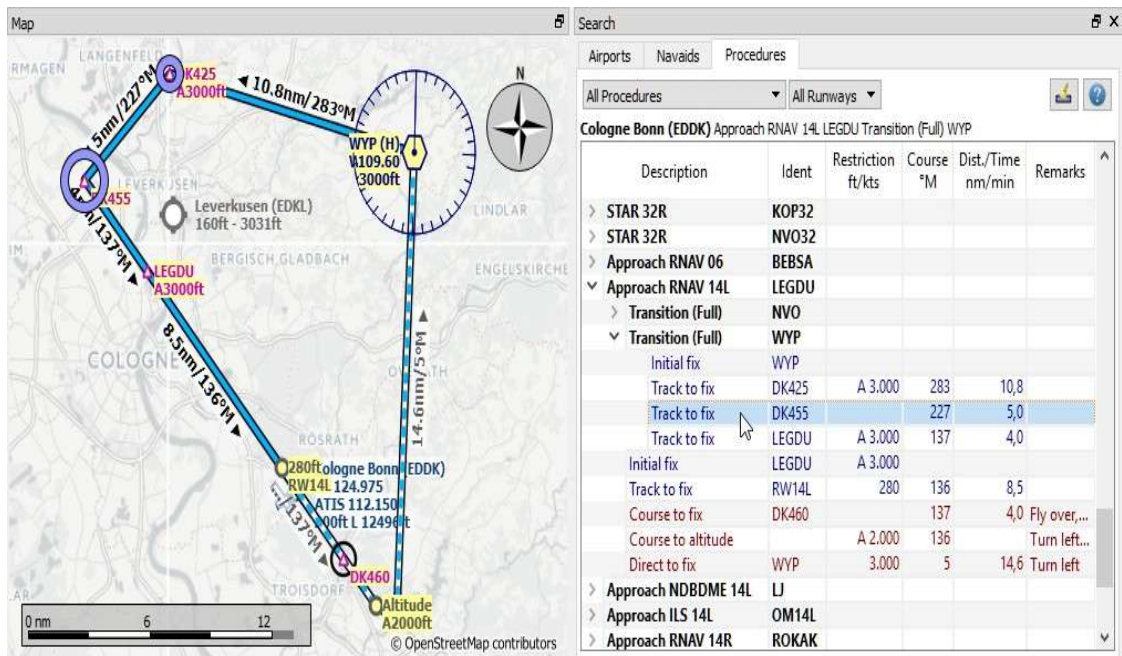 Map
Search
Airports Navaids Procedures
All Procedures All Runways
Cologne Bonn (EDDK) Approach RNAV 14L LEGDU Transition (Full) WYP
Description Ident Restriction ft/kts Course °M Dist./Time nm/min Remarks
STAR 32R KOP32
STAR 32R NVO32
Approach RNAV 06 BEBSA
Approach RNAV 14L LEGDU
Transition (Full) NVO
Transition (Full) WYP
Initial fix WYP
Track to fix DK425 A 3.000 283 10,8
Track to fix DK455 227 5,0
Track to fix LEGDU A 3.000 137 4,0
Initial fix LEGDU A 3.000
Track to fix RW14L 280 136 8,5
Course to fix DK460 137 4,0 Fly over,...
Course to altitude A 2.000 136 Turn left...
Direct to fix WYP 3.000 5 14,6 Turn left
Approach NDBDME 14L LJ
Approach ILS 14L OM14L
Approach RNAV 14R ROKAK
LANGENFELD
RMAGEN
K425
A3000ft
5nm/227°M
10.8nm/283°M
N
WYP (H)
109.60
3000ft
455
Leverkusen (EDKL)
160ft - 3031ft
LINDLAR
/137°M
BERGISCH GLADBACH
LEGDU
A3000ft
ENGELSKIRCHE
COLOGNE
8.5nm/136°M
14.6nm/5°M
RÖSRATH
280ft ologne Bonn (EDDK)
RW14L 124.975
ATIS 112.150
00ft L 12496 t
/137°M
DK460
TROISDORF
Altitude
A2000ft
0 nm 6 12
© OpenStreetMap contributors